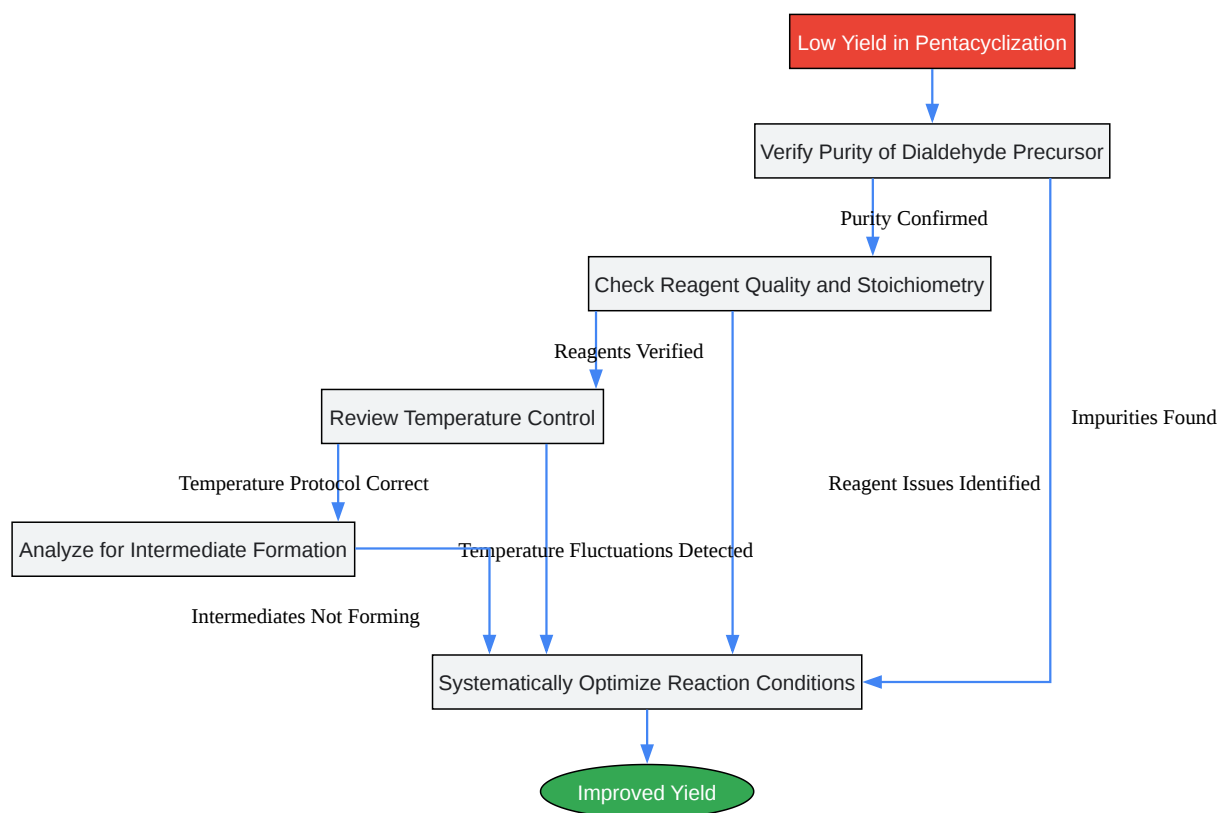 Low Yield in Pentacyclization
Verify Purity of Dialdehyde Precursor
Purity Confirmed
Check Reagent Quality and Stoichiometry
Reagents Verified
Review Temperature Control
Impurities Found
Temperature Protocol Correct
Reagent Issues Identified
Analyze for Intermediate Formation
Temperature Fluctuations Detected
Intermediates Not Forming
Systematically Optimize Reaction Conditions
Improved Yield